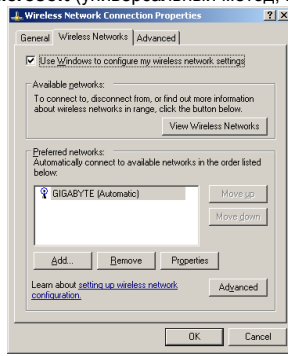 (универсальный метод,
Wireless Network Connection Properties
General Wireless Networks Advanced
Use Windows to configure my wireless network settings
Available networks:
To connect to, disconnect from, or find out more information
about wireless networks in range, click the button below.
View Wireless Networks
Preferred networks:
Automatically connect to available networks in the order listed
below:
GIGABYTE (Automatic)
Move up
Move down
Add... Remove Properties
Learn about setting up wireless network
configuration.
Advanced
OK Cancel